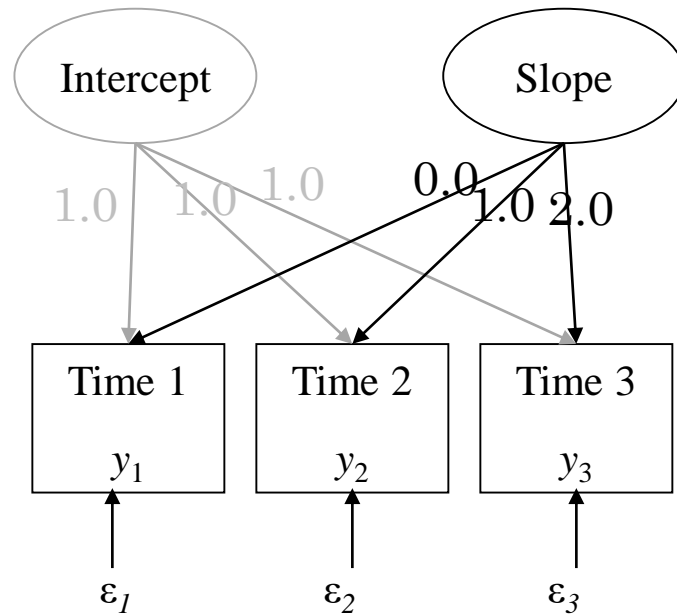 Intercept Slope
1.0 1.0 1.0 0.0 1.0 2.0
Time 1 Time 2 Time 3
y₁ y₂ y₃
ε₁ ε₂ ε₃